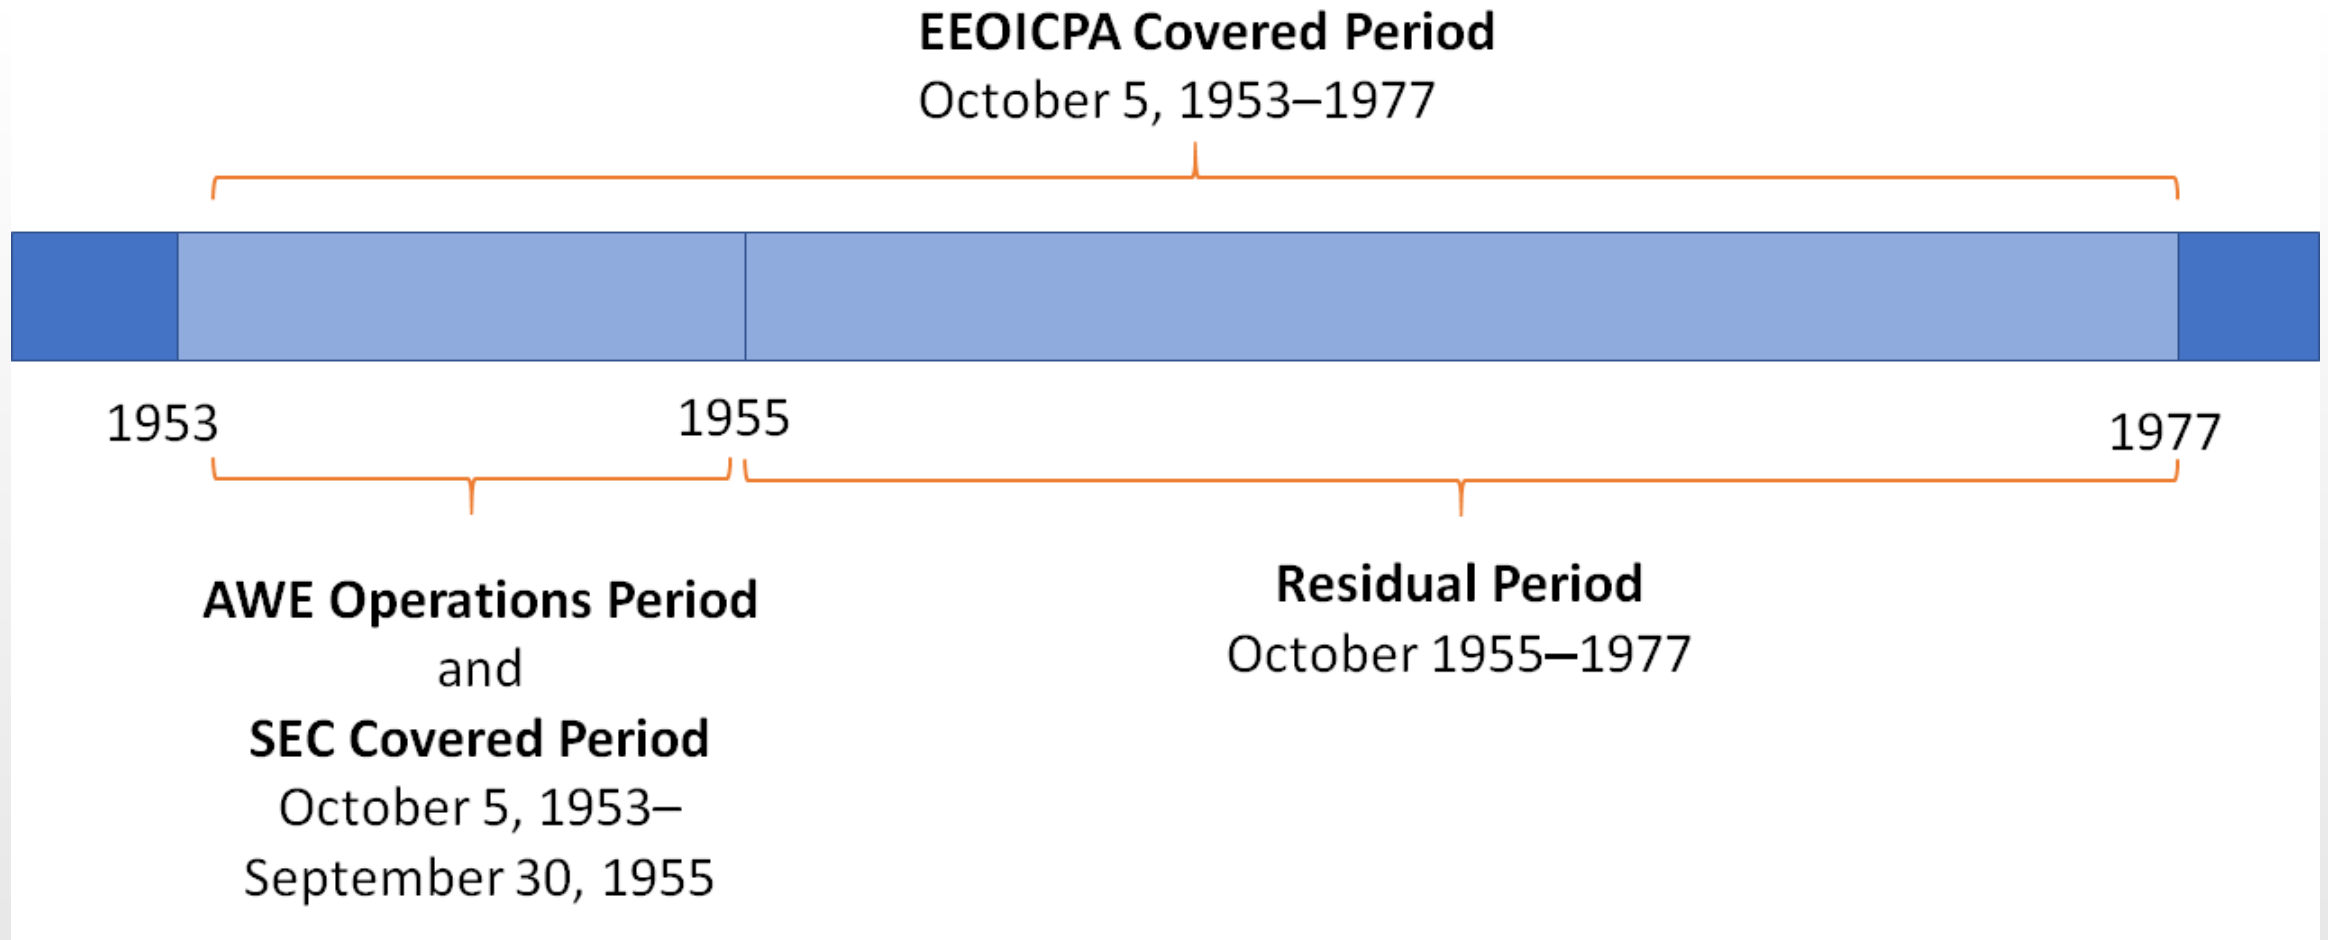 EEOICPA Covered Period
October 5, 1953–1977
1953
1955
1977
AWE Operations Period
and
SEC Covered Period
October 5, 1953–
September 30, 1955
Residual Period
October 1955–1977